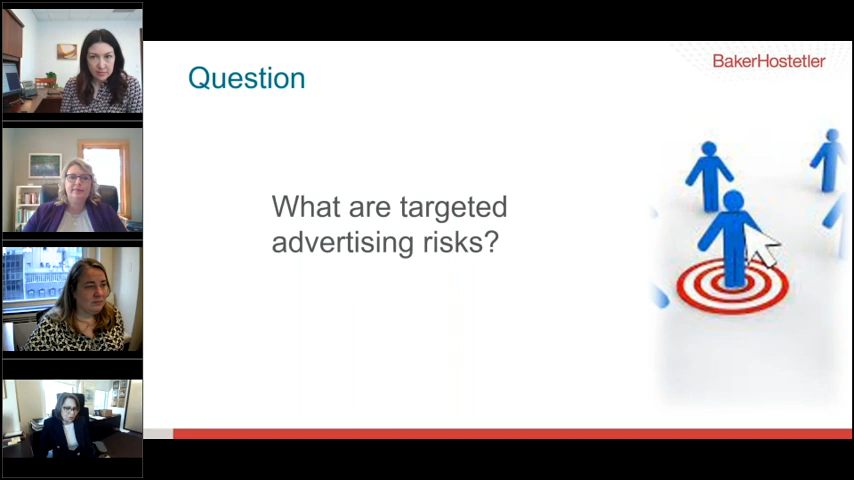 BakerHostetler
Question
What are targeted
advertising risks?